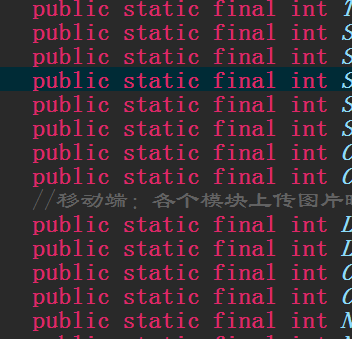 public static final int
public static final int S
public static final int S
public static final int S
public static final int S
public static final int S
public static final int C
public static final int C
//移动端：各个模块上传图片时
public static final int L
public static final int L
public static final int C
public static final int C
public static final int N